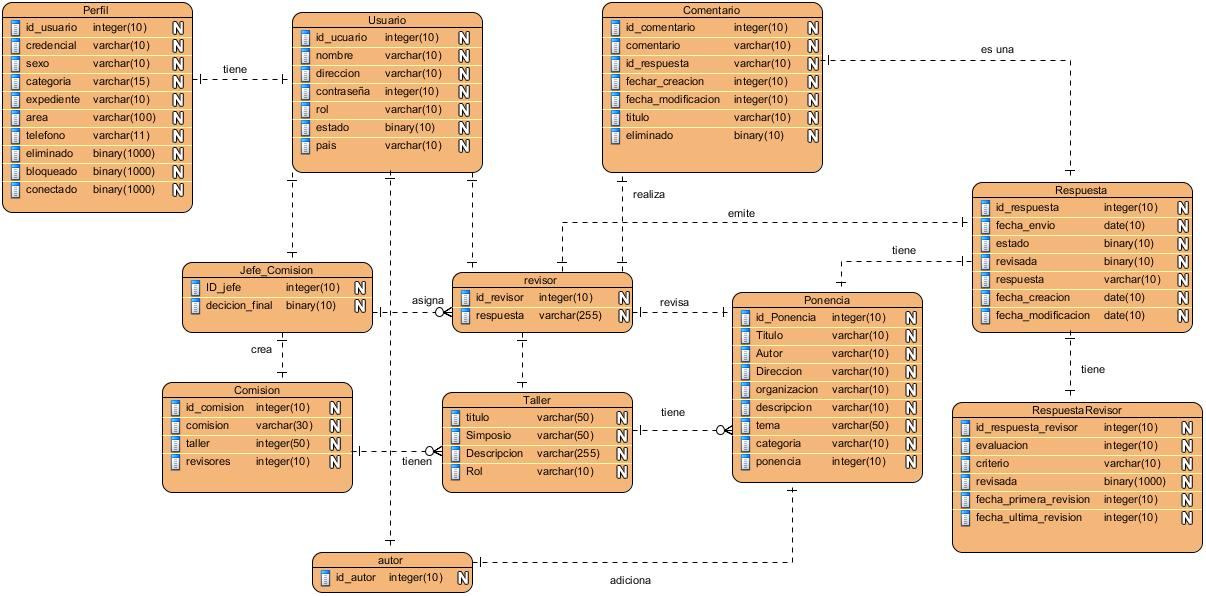 Perfil
id_usuario integer(10) N
credencial varchar(10) N
sexo varchar(10) N
categoria varchar(15) N
expediente varchar(10) N
area varchar(100) N
telefono varchar(11) N
eliminado binary(1000) N
bloqueado binary(1000) N
conectado binary(1000) N
tiene
Usuario
id_ucuario integer(10) N
nombre varchar(10) N
direccion varchar(10) N
contraseña integer(10) N
rol varchar(10) N
estado binary(10) N
pais varchar(10) N
Comentario
id_comentario integer(10) N
comentario varchar(10) N
id_respuesta varchar(10) N
fechar_creacion integer(10) N
fecha_modificacion integer(10) N
titulo varchar(10) N
eliminado binary(10) N
es una
realiza
emite
tiene
Respuesta
id_respuesta integer(10) N
fecha_envio date(10) N
estado binary(10) N
revisada binary(10) N
respuesta varchar(10) N
fecha_creacion date(10) N
fecha_modificacion date(10) N
Jefe_Comision
ID_jefe integer(10) N
decicion_final binary(10) N
asigna
revisor
id_revisor integer(10) N
respuesta varchar(255) N
revisa
Ponencia
id_Ponencia integer(10) N
Titulo varchar(10) N
Autor varchar(10) N
Direccion varchar(10) N
organizacion varchar(10) N
descripcion varchar(10) N
tema varchar(50) N
categoria varchar(10) N
ponencia integer(10) N
crea
Comision
id_comision integer(10) N
comision varchar(30) N
taller integer(50) N
revisores integer(10) N
tienen
Taller
titulo varchar(50) N
Simposio varchar(50) N
Descripcion varchar(255) N
Rol varchar(10) N
tiene
tiene
RespuestaRevisor
id_respuesta_revisor integer(10) N
evaluacion integer(10) N
criterio varchar(10) N
revisada binary(1000) N
fecha_primera_revision integer(10) N
fecha_ultima_revision integer(10) N
autor
id_autor integer(10) N
adiciona